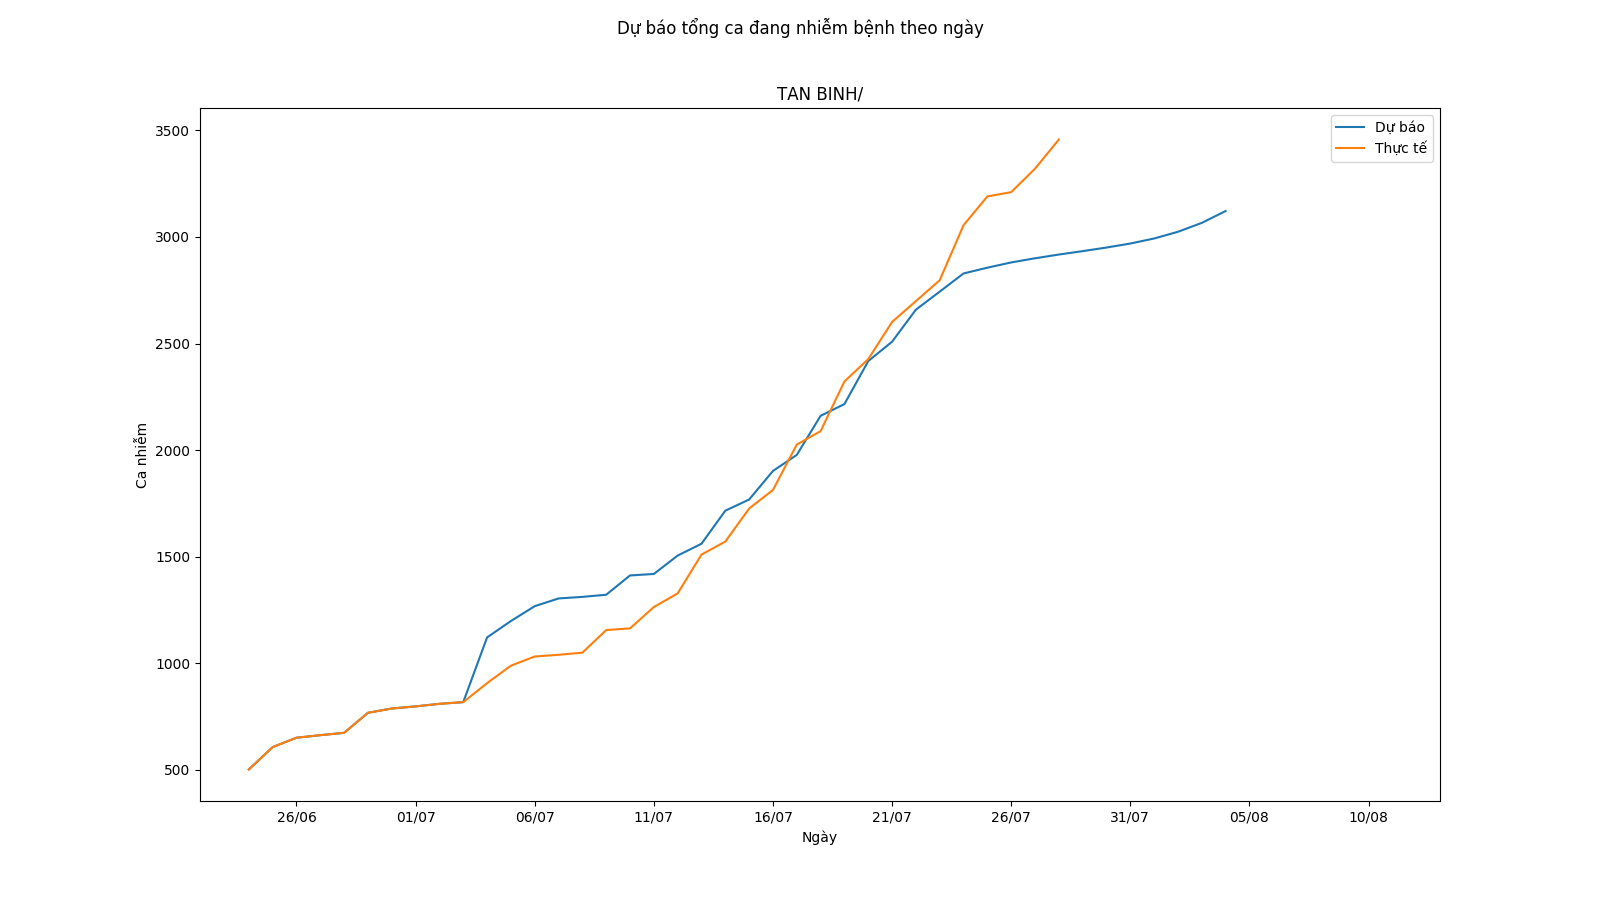 Dự báo tổng ca đang nhiễm bệnh theo ngày
TAN BINH/
Dự báo
Thực tế
3500
3000
2500
2000
1500
1000
500
Ca nhiễm
26/06 01/07 06/07 11/07 16/07 21/07 26/07 31/07 05/08 10/08
Ngày